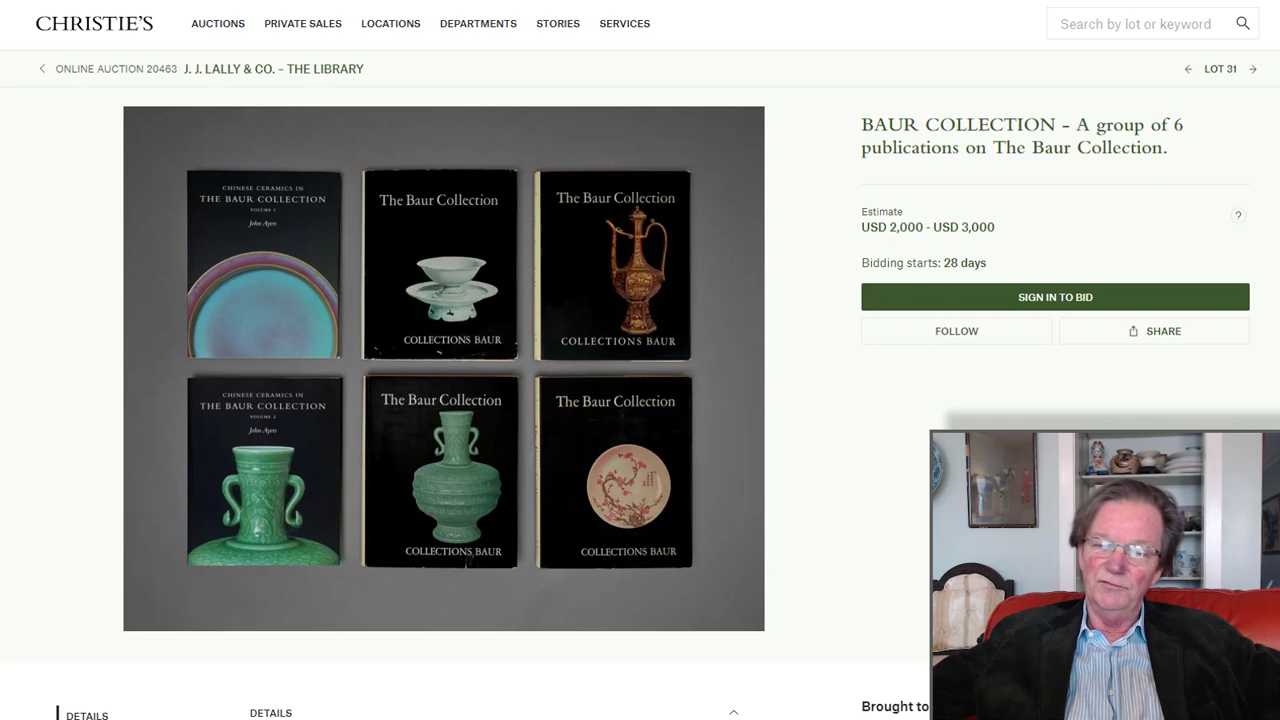 CHRISTIE'S
AUCTIONS
PRIVATE SALES
LOCATIONS
DEPARTMENTS
STORIES
SERVICES
Search by lot or keyword
ONLINE AUCTION 20463
J. J. LALLY & CO. – THE LIBRARY
LOT 31
CHINESE CERAMICS IN
THE BAUR COLLECTION
VOLUME 1
John Ayers
The Baur Collection
COLLECTIONS BAUR
The Baur Collection
COLLECTIONS BAUR
CHINESE CERAMICS IN
THE BAUR COLLECTION
VOLUME 2
John Ayers
The Baur Collection
COLLECTIONS BAUR
The Baur Collection
COLLECTIONS BAUR
BAUR COLLECTION – A group of 6
publications on The Baur Collection.
Estimate
USD 2,000 - USD 3,000
?
Bidding starts: 28 days
SIGN IN TO BID
FOLLOW
SHARE
DETAILS
DETAILS
Brought to